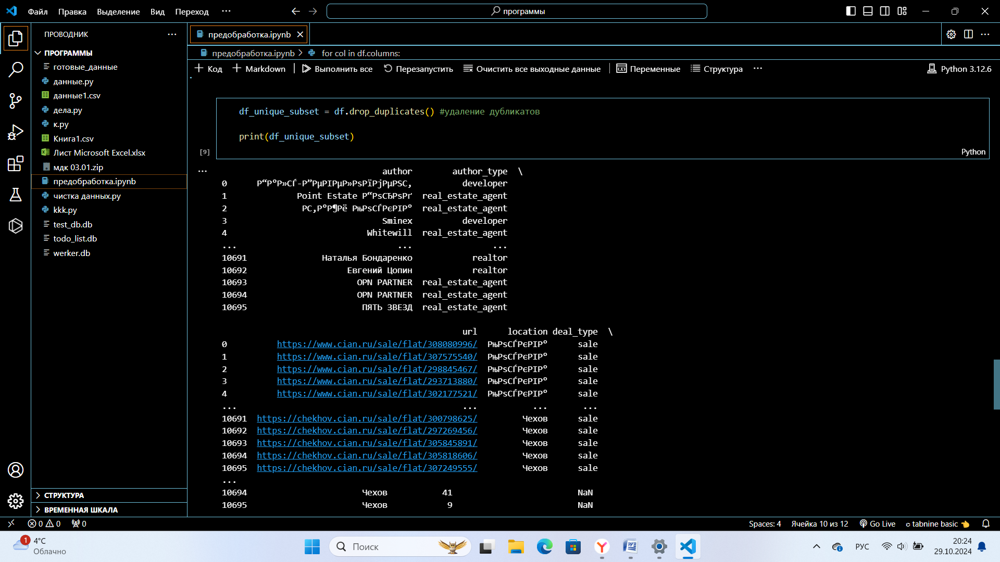 Файл Правка Выделение Вид Переход ··· программы
ПРОВОДНИК ···
ПРОГРАММЫ
готовые_данные
данные.py
данные1.csv
дела.py
к.py
Книга1.csv
Лист Microsoft Excel.xlsx
мдк 03.01.zip
предобработка.ipynb
чистка данных.py
kkk.py
test_db.db
todo_list.db
werker.db
СТРУКТУРА
ВРЕМЕННАЯ ШКАЛА
предобработка.ipynb
предобработка.ipynb > for col in df.columns:
+ Код + Markdown | Выполнить все Перезапустить Очистить все выходные данные | Переменные Структура ··· Python 3.12.6
df_unique_subset = df.drop_duplicates() #удаление дубликатов
print(df_unique_subset)
[9] Python
...
author author_type \
0 Р“Р°Р»СЃ-Р”РµРІРµР»РѕРїРјРµРЅС‚ developer
1 Point Estate Р“РѕСЂРѕРґ real_estate_agent
2 Р­С‚Р°Р¶Рё РњРѕСЃРєРІР° real_estate_agent
3 Sminex developer
4 Whitewill real_estate_agent
... ... ...
10691 Наталья Бондаренко realtor
10692 Евгений Цопин realtor
10693 OPN PARTNER real_estate_agent
10694 OPN PARTNER real_estate_agent
10695 ПЯТЬ ЗВЕЗД real_estate_agent
url location deal_type \
0 https://www.cian.ru/sale/flat/308080996/ РњРѕСЃРєРІР° sale
1 https://www.cian.ru/sale/flat/307575540/ РњРѕСЃРєРІР° sale
2 https://www.cian.ru/sale/flat/298845467/ РњРѕСЃРєРІР° sale
3 https://www.cian.ru/sale/flat/293713880/ РњРѕСЃРєРІР° sale
4 https://www.cian.ru/sale/flat/302177521/ РњРѕСЃРєРІР° sale
... ... ... ...
10691 https://chekhov.cian.ru/sale/flat/300798625/ Чехов sale
10692 https://chekhov.cian.ru/sale/flat/297269456/ Чехов sale
10693 https://chekhov.cian.ru/sale/flat/305845891/ Чехов sale
10694 https://chekhov.cian.ru/sale/flat/305818606/ Чехов sale
10695 https://chekhov.cian.ru/sale/flat/307249555/ Чехов sale
...
10694 Чехов 41 NaN
10695 Чехов 9 NaN
0 0 0 Spaces: 4 Ячейка 10 из 12 Go Live tabnine basic
1 4°C
Облачно
Поиск
РУС
20:24
29.10.2024